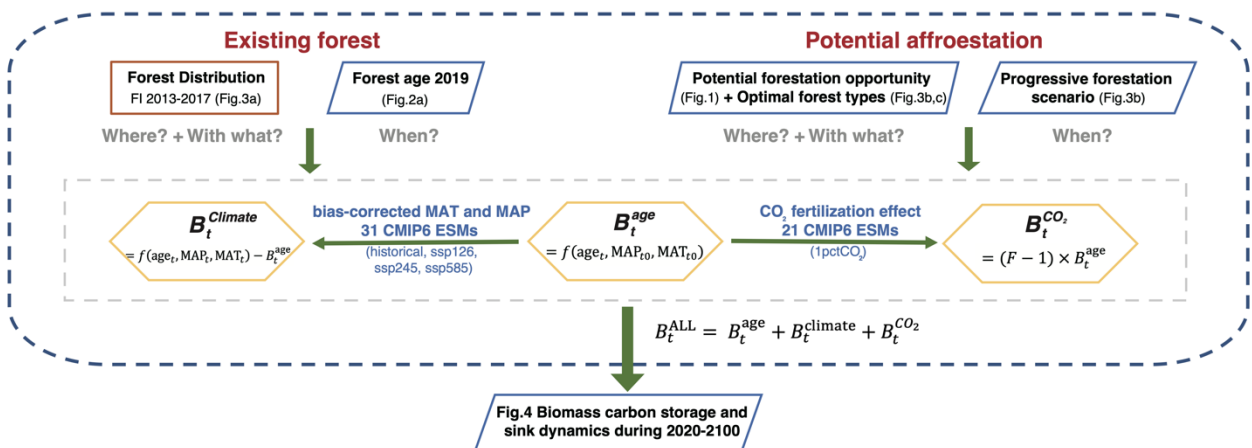 Existing forest
Potential affroestation
Forest Distribution
FI 2013-2017 (Fig.3a)
Forest age 2019
(Fig.2a)
Potential forestation opportunity
(Fig.1) + Optimal forest types (Fig.3b,c)
Progressive forestation
scenario (Fig.3b)
Where? + With what?
When?
Where? + With what?
When?
B_t^Climate
= f(age_t, MAP_t, MAT_t) − B_t^age
bias-corrected MAT and MAP
31 CMIP6 ESMs
(historical, ssp126,
ssp245, ssp585)
B_t^age
= f(age_t, MAP_t0, MAT_t0)
CO₂ fertilization effect
21 CMIP6 ESMs
(1pctCO₂)
B_t^CO₂
= (F − 1) × B_t^age
B_t^ALL = B_t^age + B_t^climate + B_t^CO₂
Fig.4 Biomass carbon storage and
sink dynamics during 2020-2100